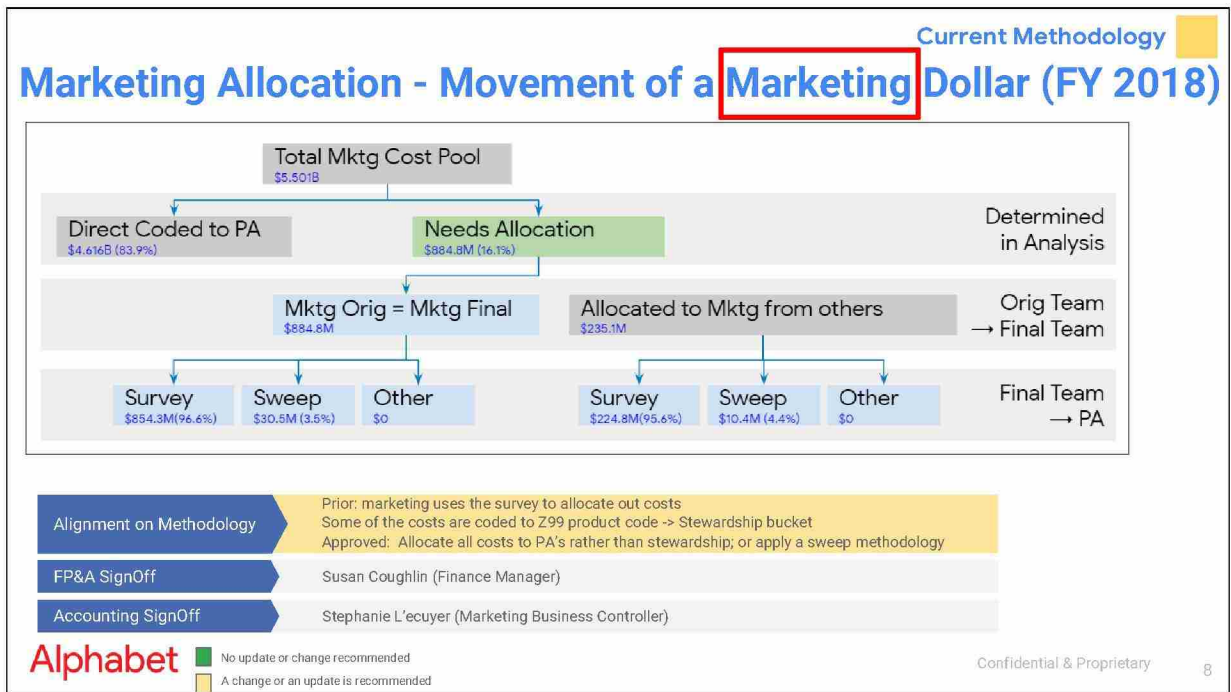 Current Methodology
Marketing Allocation - Movement of a Marketing Dollar (FY 2018)
Total Mktg Cost Pool
$5.501B
Direct Coded to PA
$4.616B (83.9%)
Needs Allocation
$884.8M (16.1%)
Determined
in Analysis
Mktg Orig = Mktg Final
$884.8M
Allocated to Mktg from others
$235.1M
Orig Team
→ Final Team
Survey
$854.3M(96.6%)
Sweep
$30.5M (3.5%)
Other
$0
Survey
$224.8M(95.6%)
Sweep
$10.4M (4.4%)
Other
$0
Final Team
→ PA
Alignment on Methodology
Prior: marketing uses the survey to allocate out costs
Some of the costs are coded to Z99 product code -> Stewardship bucket
Approved: Allocate all costs to PA's rather than stewardship; or apply a sweep methodology
FP&A SignOff
Susan Coughlin (Finance Manager)
Accounting SignOff
Stephanie L'ecuyer (Marketing Business Controller)
Alphabet
No update or change recommended
A change or an update is recommended
Confidential & Proprietary
8